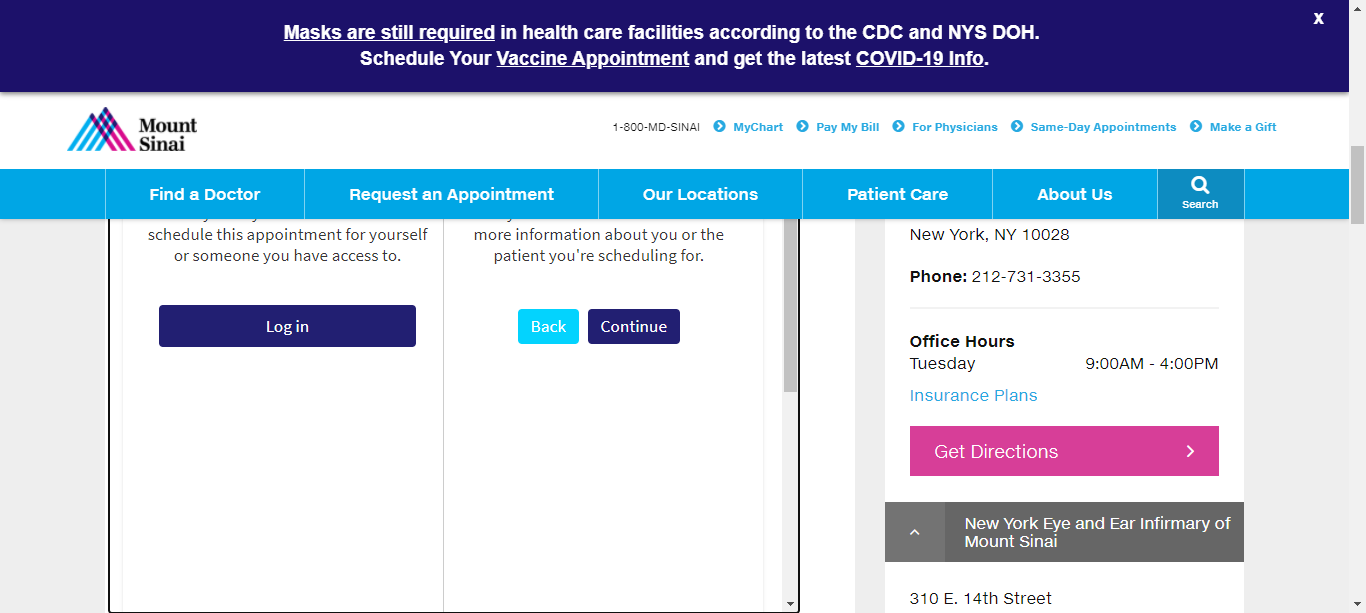 Masks are still required in health care facilities according to the CDC and NYS DOH.
X
Schedule Your Vaccine Appointment and get the latest COVID-19 Info.
Mount
Sinai
1-800-MD-SINAI MyChart Pay My Bill For Physicians Same-Day Appointments Make a Gift
Find a Doctor Request an Appointment Our Locations Patient Care About Us Search
schedule this appointment for yourself
or someone you have access to.
Log in
more information about you or the
patient you're scheduling for.
Back Continue
New York, NY 10028
Phone: 212-731-3355
Office Hours
Tuesday 9:00AM - 4:00PM
Insurance Plans
Get Directions
New York Eye and Ear Infirmary of
Mount Sinai
310 E. 14th Street